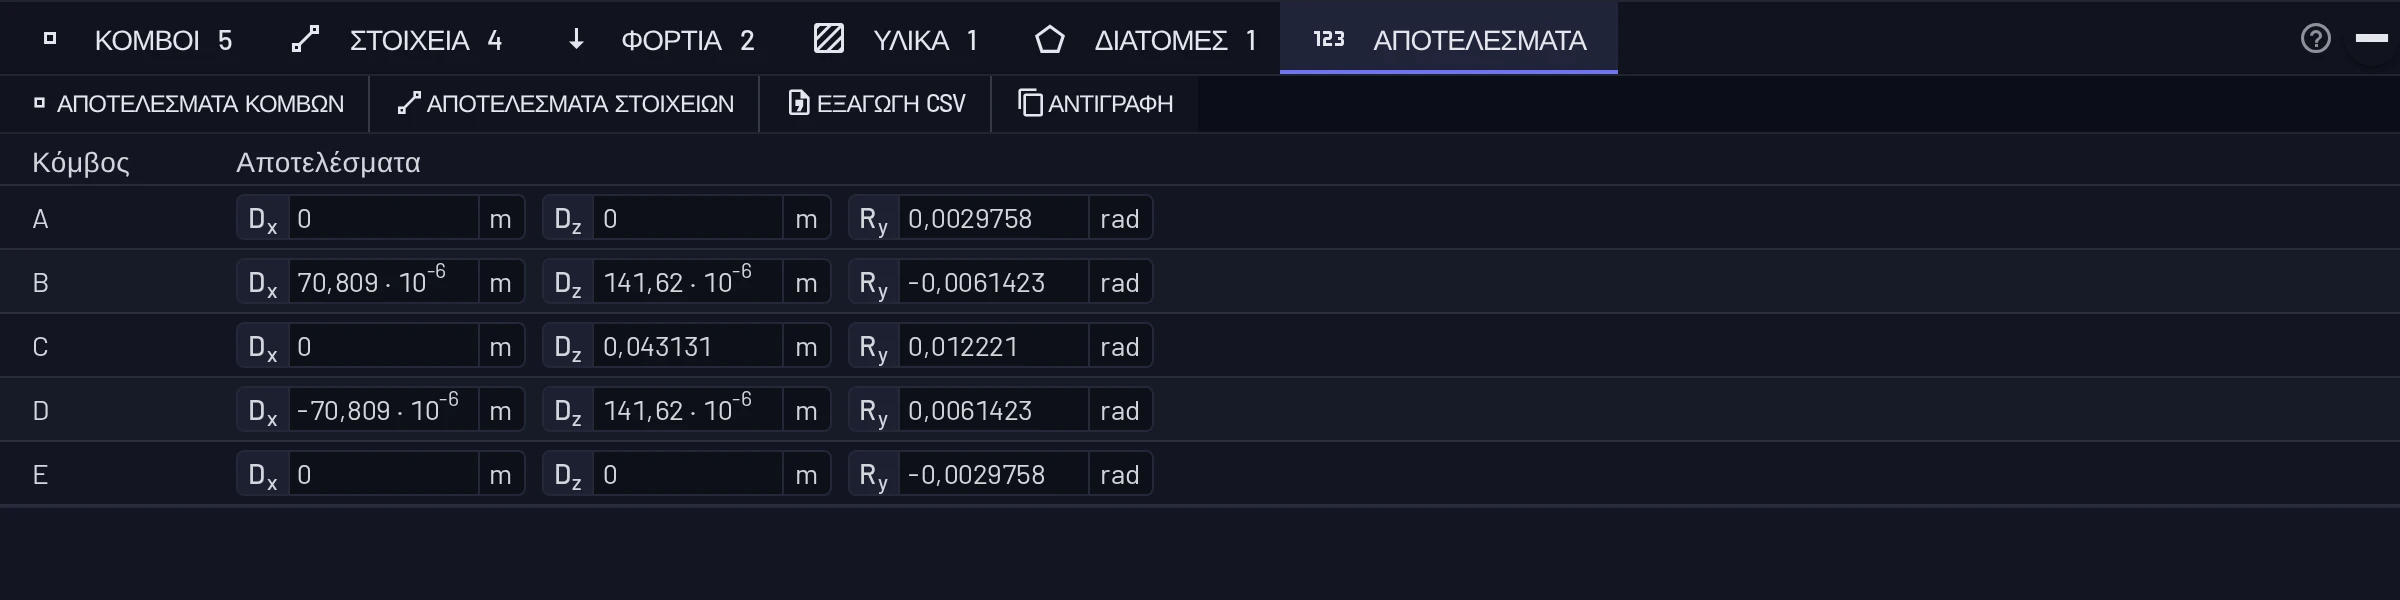 ΚΟΜΒΟΙ 5 ΣΤΟΙΧΕΙΑ 4 ΦΟΡΤΙΑ 2 ΥΛΙΚΑ 1 ΔΙΑΤΟΜΕΣ 1 123 ΑΠΟΤΕΛΕΣΜΑΤΑ ?
ΑΠΟΤΕΛΕΣΜΑΤΑ ΚΟΜΒΩΝ ΑΠΟΤΕΛΕΣΜΑΤΑ ΣΤΟΙΧΕΙΩΝ ΕΞΑΓΩΓΗ CSV ΑΝΤΙΓΡΑΦΗ
Κόμβος Αποτελέσματα
A Dx 0 m Dz 0 m Ry 0,0029758 rad
B Dx 70,809 · 10^-6 m Dz 141,62 · 10^-6 m Ry -0,0061423 rad
C Dx 0 m Dz 0,043131 m Ry 0,012221 rad
D Dx -70,809 · 10^-6 m Dz 141,62 · 10^-6 m Ry 0,0061423 rad
E Dx 0 m Dz 0 m Ry -0,0029758 rad